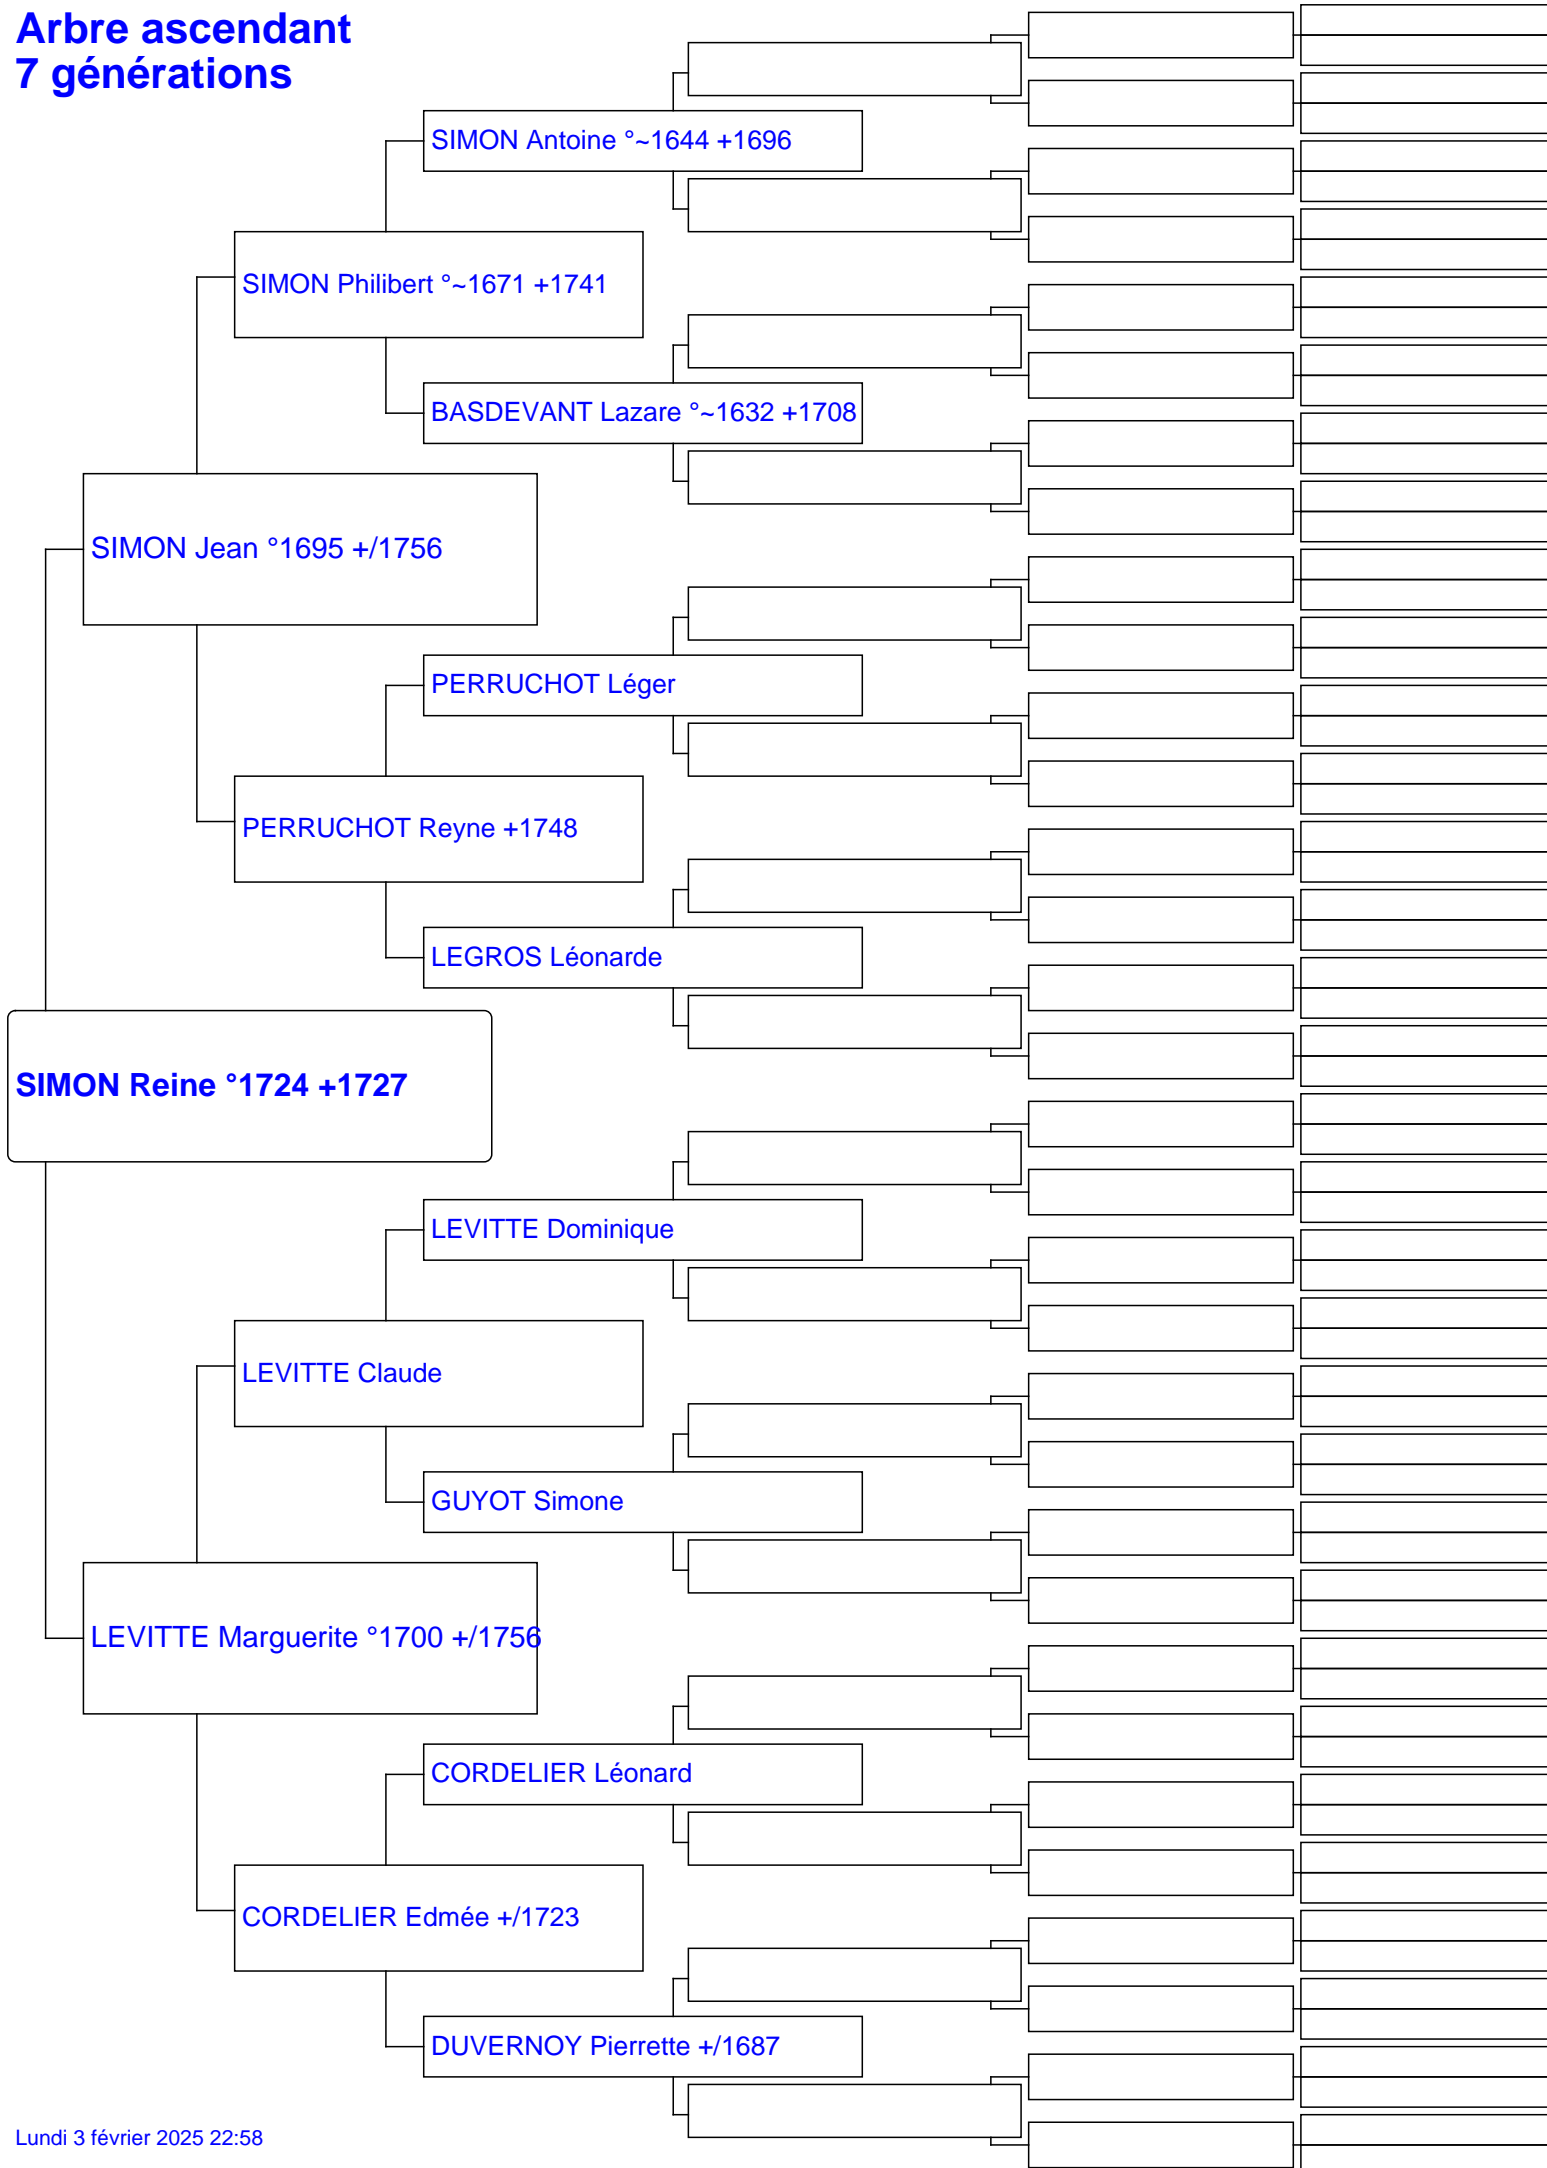 Arbre ascendant
7 générations
SIMON Antoine °~1644 +1696
SIMON Philibert °~1671 +1741
BASDEVANT Lazare °~1632 +1708
SIMON Jean °1695 +/1756
PERRUCHOT Léger
PERRUCHOT Reyne +1748
LEGROS Léonarde
SIMON Reine °1724 +1727
LEVITTE Dominique
LEVITTE Claude
GUYOT Simone
LEVITTE Marguerite °1700 +/1756
CORDELIER Léonard
CORDELIER Edmée +/1723
DUVERNOY Pierrette +/1687
Lundi 3 février 2025 22:58